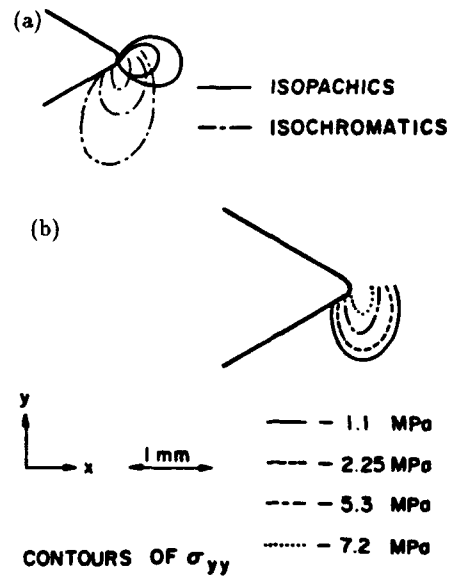 (a)
ISOPACHICS
ISOCHROMATICS
(b)
y
x
1 mm
- 1.1 MPa
- 2.25 MPa
- 5.3 MPa
- 7.2 MPa
CONTOURS OF σyy